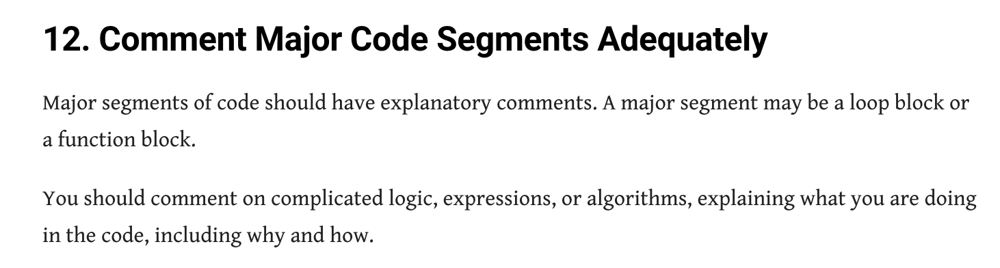 12. Comment Major Code Segments Adequately
Major segments of code should have explanatory comments. A major segment may be a loop block or
a function block.
You should comment on complicated logic, expressions, or algorithms, explaining what you are doing
in the code, including why and how.